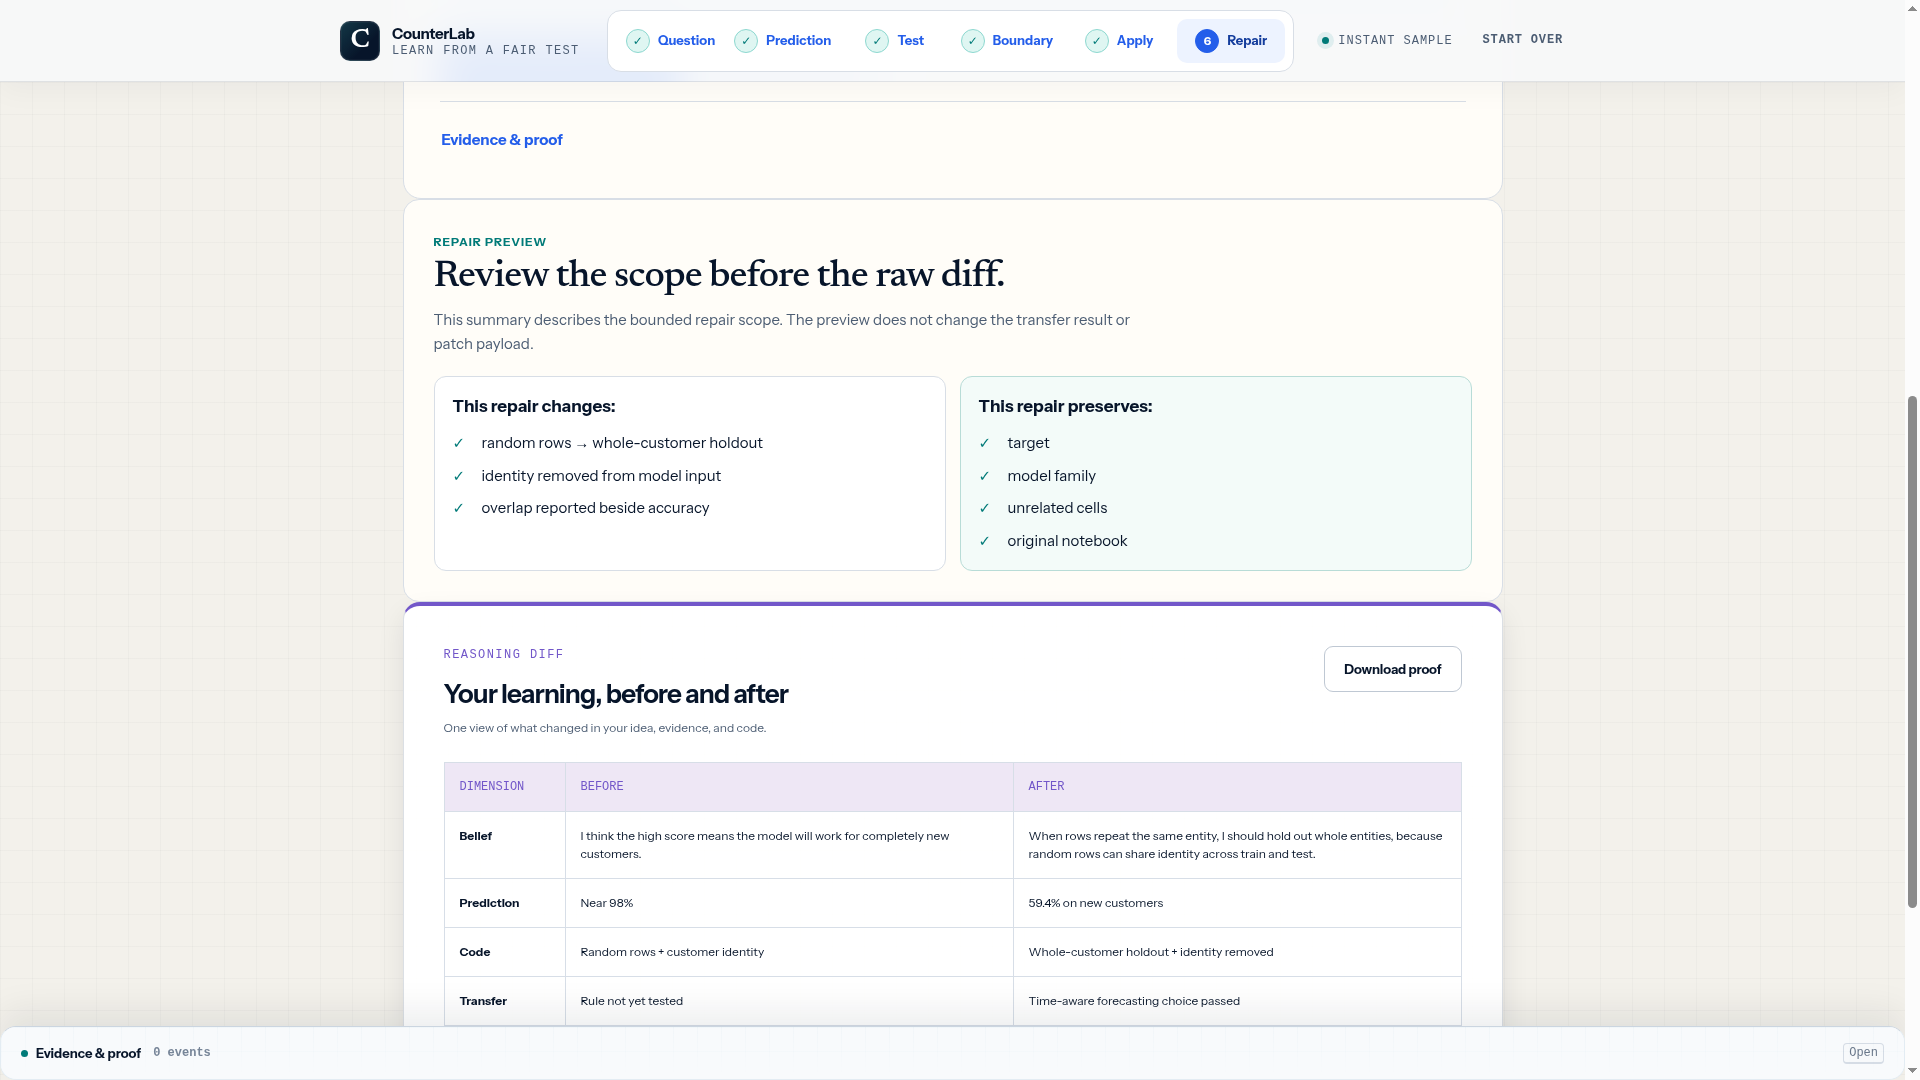 C
CounterLab
LEARN FROM A FAIR TEST
✓ Question
✓ Prediction
✓ Test
✓ Boundary
✓ Apply
6 Repair
INSTANT SAMPLE
START OVER
Evidence & proof
REPAIR PREVIEW
Review the scope before the raw diff.
This summary describes the bounded repair scope. The preview does not change the transfer result or
patch payload.
This repair changes:
✓ random rows → whole-customer holdout
✓ identity removed from model input
✓ overlap reported beside accuracy
This repair preserves:
✓ target
✓ model family
✓ unrelated cells
✓ original notebook
REASONING DIFF
Your learning, before and after
One view of what changed in your idea, evidence, and code.
Download proof
DIMENSION BEFORE AFTER
Belief
I think the high score means the model will work for completely new
customers.
When rows repeat the same entity, I should hold out whole entities, because
random rows can share identity across train and test.
Prediction Near 98% 59.4% on new customers
Code Random rows + customer identity Whole-customer holdout + identity removed
Transfer Rule not yet tested Time-aware forecasting choice passed
Evidence & proof 0 events
Open